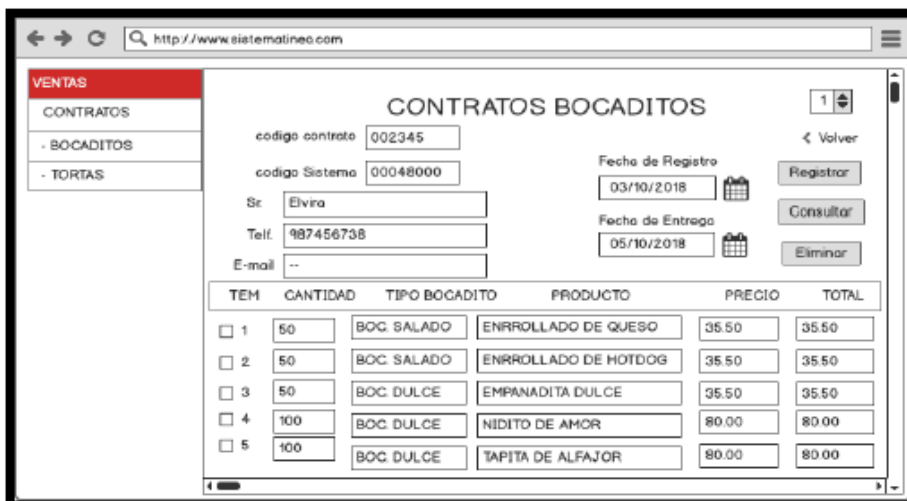 http://www.sistematineo.com
VENTAS
CONTRATOS
- BOCADITOS
- TORTAS
CONTRATOS BOCADITOS
1
codigo contrato 002345
< Volver
codigo Sistema 00048000
Fecha de Registro
03/10/2018
Registrar
Sr. Elvira
Fecha de Entrega
Consultar
Telf. 987456738
05/10/2018
Eliminar
E-mail --
TEM CANTIDAD TIPO BOCADITO PRODUCTO PRECIO TOTAL
1 50 BOC. SALADO ENRROLLADO DE QUESO 35.50 35.50
2 50 BOC. SALADO ENRROLLADO DE HOTDOG 35.50 35.50
3 50 BOC. DULCE EMPANADITA DULCE 35.50 35.50
4 100 BOC. DULCE NIDITO DE AMOR 80.00 80.00
5 100 BOC. DULCE TAPITA DE ALFAJOR 80.00 80.00